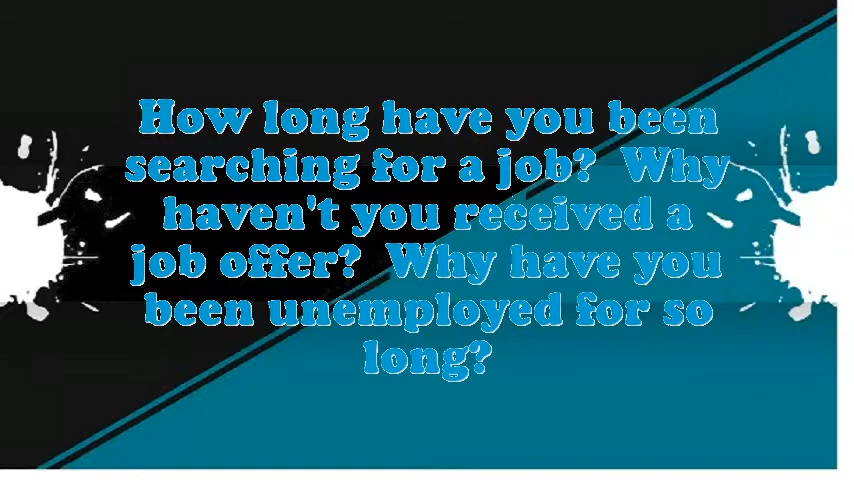 How long have you been
searching for a job? Why
haven't you received a
job offer? Why have you
been unemployed for so
long?